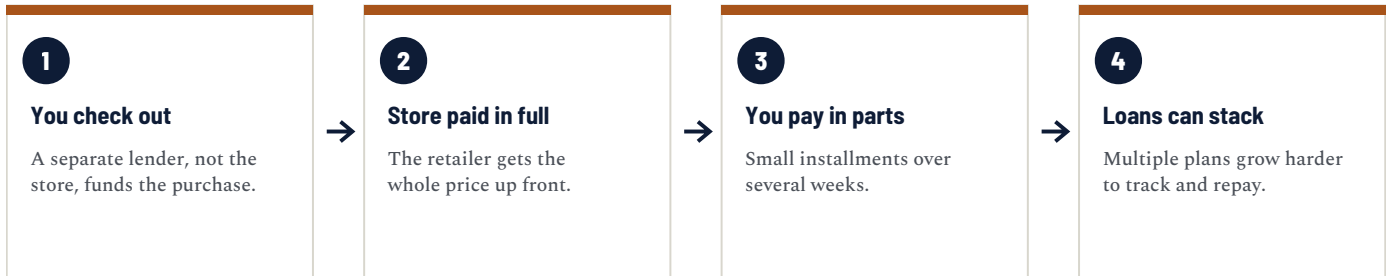 1
You check out
A separate lender, not the
store, funds the purchase.
2
Store paid in full
The retailer gets the
whole price up front.
3
You pay in parts
Small installments over
several weeks.
4
Loans can stack
Multiple plans grow harder
to track and repay.